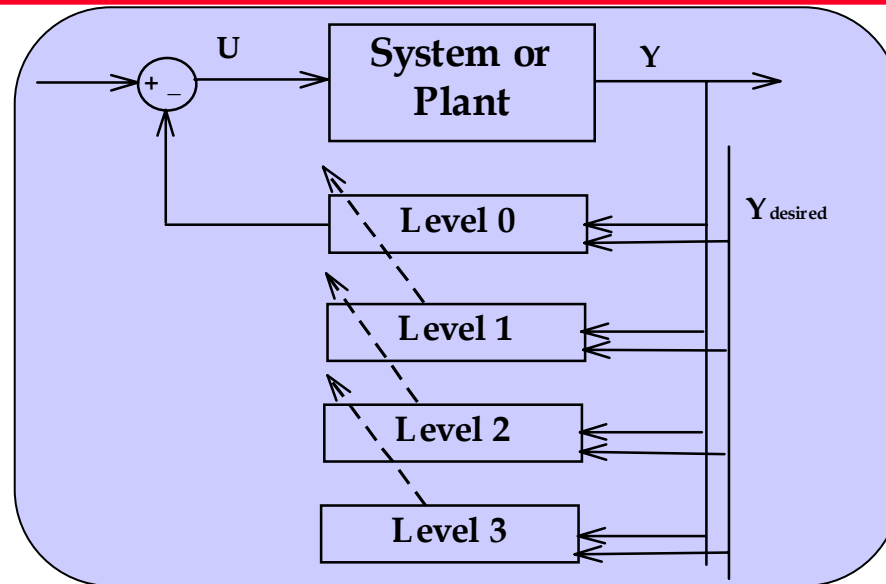 U
System or
Plant
Y
+
_
Level 0
Y desired
Level 1
Level 2
Level 3